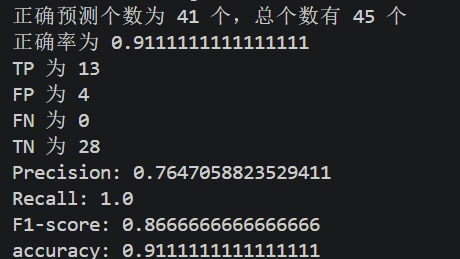 正确预测个数为 41 个，总个数有 45 个
正确率为 0.9111111111111111
TP 为 13
FP 为 4
FN 为 0
TN 为 28
Precision: 0.7647058823529411
Recall: 1.0
F1-score: 0.8666666666666666
accuracy: 0.9111111111111111